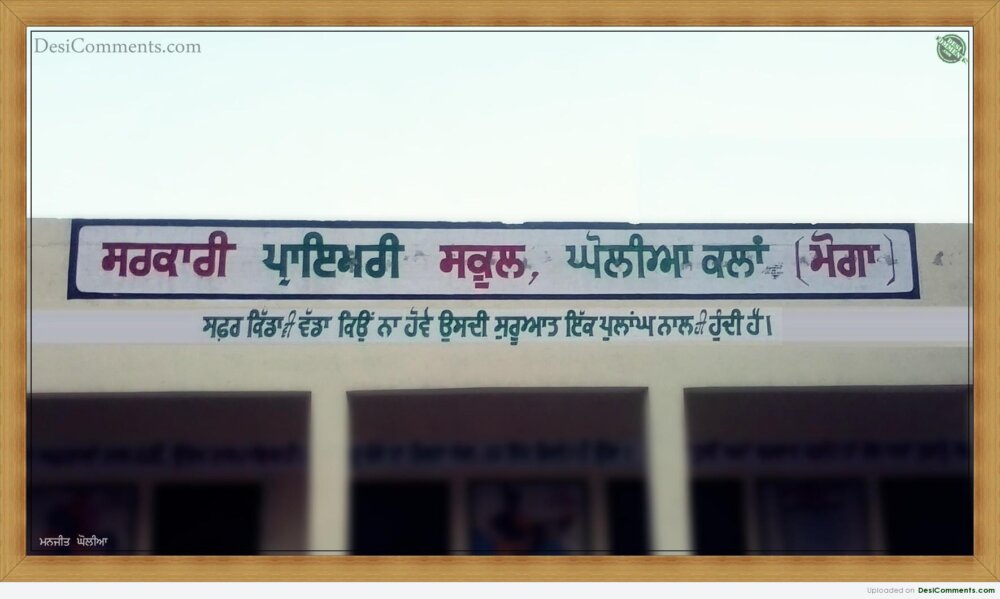 DesiComments.com
ਸਰਕਾਰੀ ਪ੍ਰਾਇਮਰੀ ਸਕੂਲ, ਘੋਲੀਆ ਕਲਾਂ (ਮੋਗਾ)
ਸਫ਼ਰ ਕਿੱਡਾ ਵੀ ਵੱਡਾ ਕਿਉਂ ਨਾ ਹੋਵੇ ਉਸਦੀ ਸ਼ੁਰੂਆਤ ਇੱਕ ਪੁਲਾਂਘ ਨਾਲ ਹੀ ਹੁੰਦੀ ਹੈ।
ਮਨਜੀਤ ਘੋਲੀਆ
Uploaded on DesiComments.com